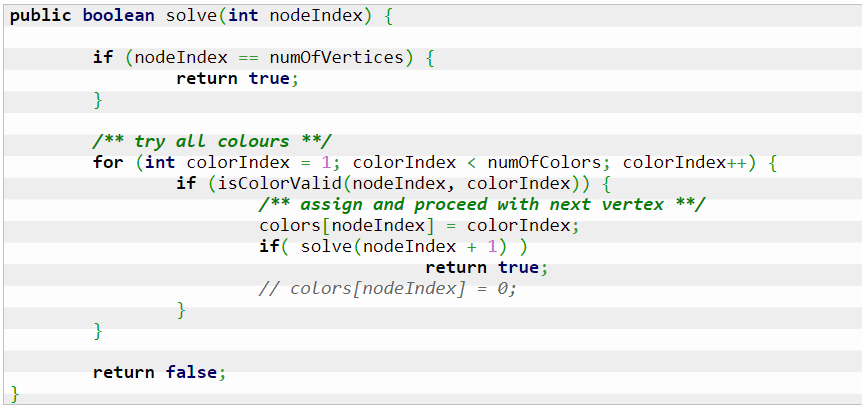 public boolean solve(int nodeIndex) {
if (nodeIndex == numOfVertices) {
return true;
}
/** try all colours **/
for (int colorIndex = 1; colorIndex < numOfColors; colorIndex++) {
if (isColorValid(nodeIndex, colorIndex)) {
/** assign and proceed with next vertex **/
colors[nodeIndex] = colorIndex;
if( solve(nodeIndex + 1) )
return true;
// colors[nodeIndex] = 0;
}
}
return false;
}